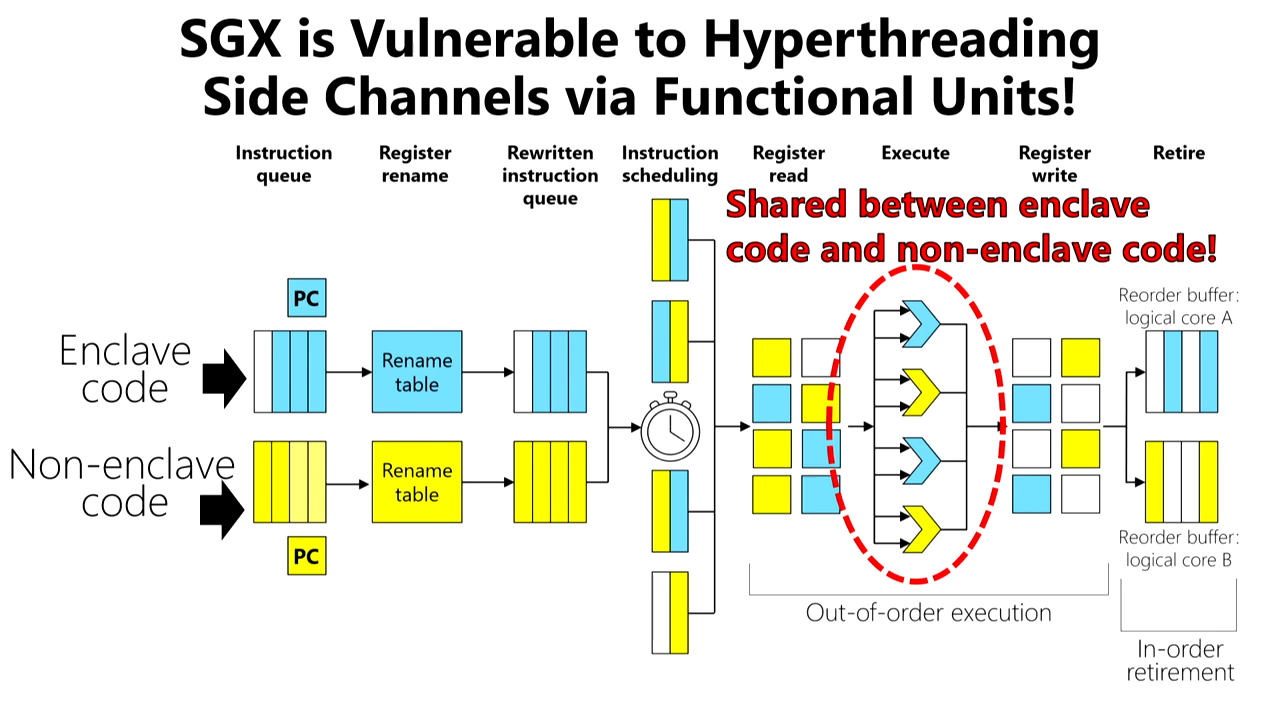 SGX is Vulnerable to Hyperthreading
Side Channels via Functional Units!
Instruction
queue
Register
rename
Rewritten
instruction
queue
Instruction
scheduling
Register
read
Execute
Register
write
Retire
Shared between enclave
code and non-enclave code!
PC
Enclave
code
Rename
table
Reorder buffer:
logical core A
Non-enclave
code
Rename
table
PC
Reorder buffer:
logical core B
Out-of-order execution
In-order
retirement